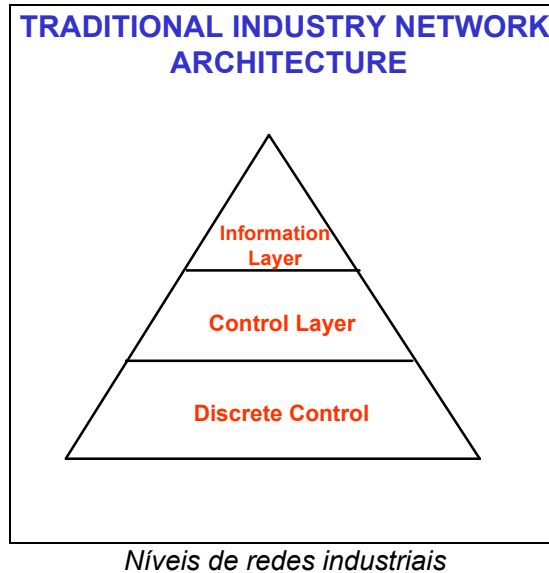 TRADITIONAL INDUSTRY NETWORK
ARCHITECTURE
Information
Layer
Control Layer
Discrete Control
Níveis de redes industriais